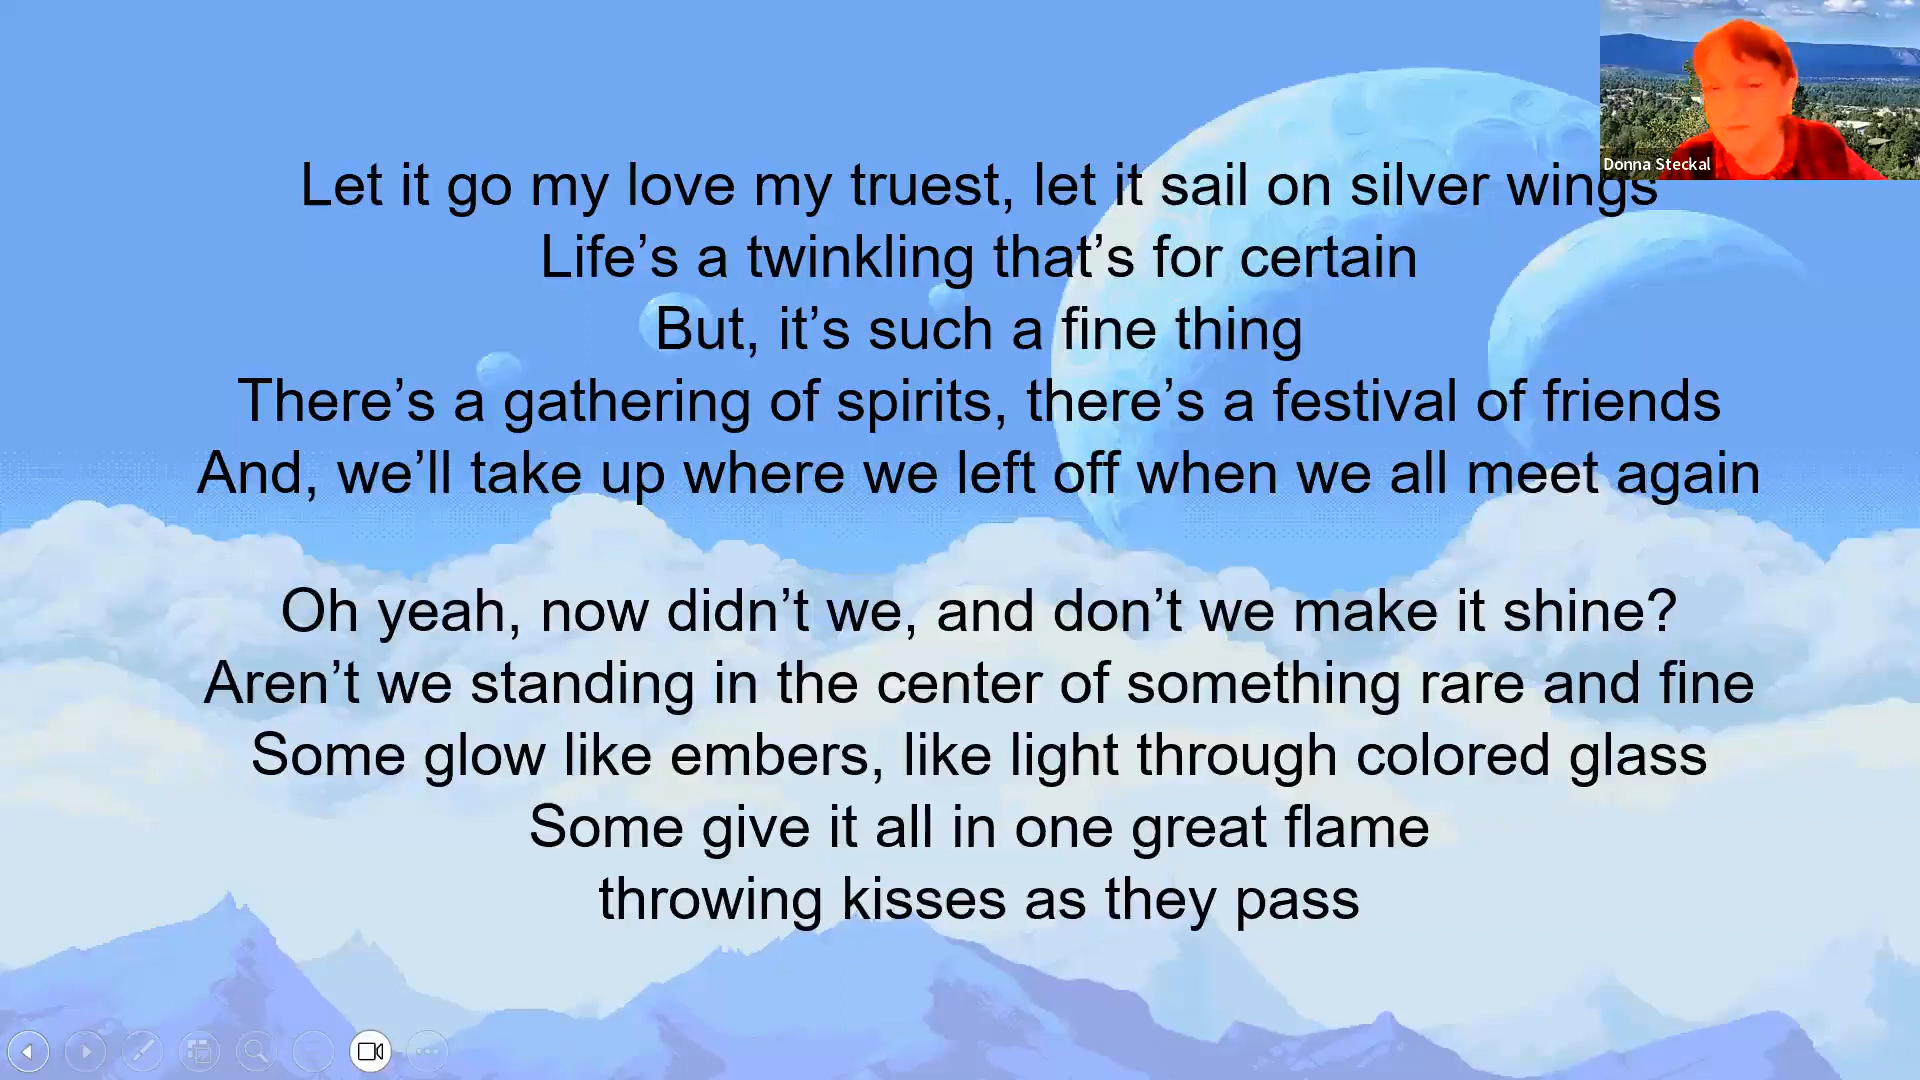 Donna Steckal
Let it go my love my truest, let it sail on silver wings
Life’s a twinkling that’s for certain
But, it’s such a fine thing
There’s a gathering of spirits, there’s a festival of friends
And, we’ll take up where we left off when we all meet again
Oh yeah, now didn’t we, and don’t we make it shine?
Aren’t we standing in the center of something rare and fine
Some glow like embers, like light through colored glass
Some give it all in one great flame
throwing kisses as they pass